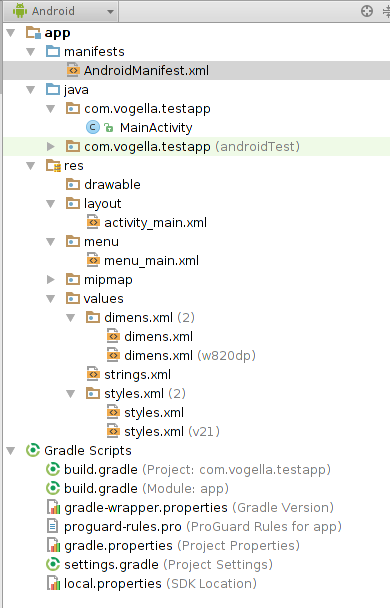 Android
app
manifests
AndroidManifest.xml
java
com.vogella.testapp
MainActivity
com.vogella.testapp (androidTest)
res
drawable
layout
activity_main.xml
menu
menu_main.xml
mipmap
values
dimens.xml (2)
dimens.xml
dimens.xml (w820dp)
strings.xml
styles.xml (2)
styles.xml
styles.xml (v21)
Gradle Scripts
build.gradle (Project: com.vogella.testapp)
build.gradle (Module: app)
gradle-wrapper.properties (Gradle Version)
proguard-rules.pro (ProGuard Rules for app)
gradle.properties (Project Properties)
settings.gradle (Project Settings)
local.properties (SDK Location)